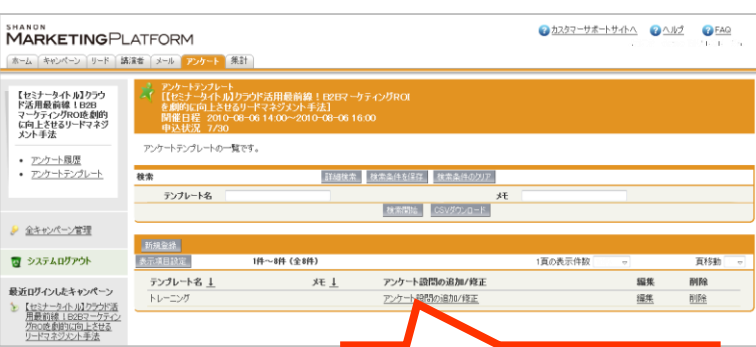 SHANON
MARKETINGPLATFORM
カスタマーサポートサイトへ ヘルプ FAQ
ホーム キャンペーン リード 講演者 メール アンケート 集計
【セミナータイトル】クラウ
ド活用最前線!B2B
マーケティングROIを劇的
に向上させるリードマネジ
メント手法
アンケート履歴
アンケートテンプレート
全キャンペーン管理
システムログアウト
最近ログインしたキャンペーン
【セミナータイトル】クラウド活
用最前線!B2Bマーケティン
グROIを劇的に向上させる
リードマネジメント手法
アンケートテンプレート
[【セミナータイトル】クラウド活用最前線!B2BマーケティングROI
を劇的に向上させるリードマネジメント手法]
開催日程 2010-08-06 14:00~2010-08-06 16:00
申込状況 7/30
アンケートテンプレートの一覧です。
検索 詳細検索 検索条件を保存 検索条件のクリア
テンプレート名 メモ
検索開始 CSVダウンロード
新規登録
表示項目設定 1件~8件 (全8件) 1頁の表示件数 頁移動
テンプレート名 ↓ メモ ↓ アンケート設問の追加/修正 編集 削除
トレーニング アンケート設問の追加/修正 編集 削除